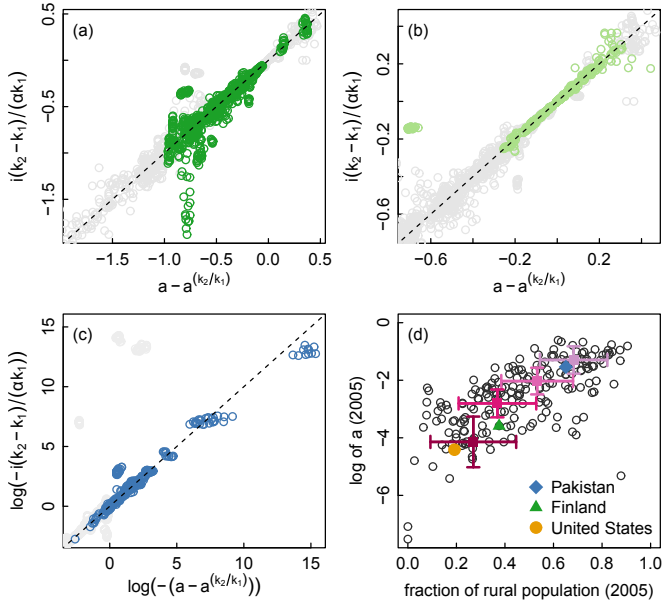 (a)
i(k₂ − k₁)/(αk₁)
−1.5
−0.5
0.5
−1.5
−1.0
−0.5
0.0
0.5
a − a^(k₂/k₁)
(b)
i(k₂ − k₁)/(αk₁)
−0.6
−0.2
0.2
−0.6
−0.2
0.2
a − a^(k₂/k₁)
(c)
log(−i(k₂ − k₁)/(αk₁))
0
5
10
15
0
5
10
15
log(−(a − a^(k₂/k₁)))
(d)
log of a (2005)
−6
−4
−2
−0
Pakistan
Finland
United States
0.0
0.2
0.4
0.6
0.8
1.0
fraction of rural population (2005)